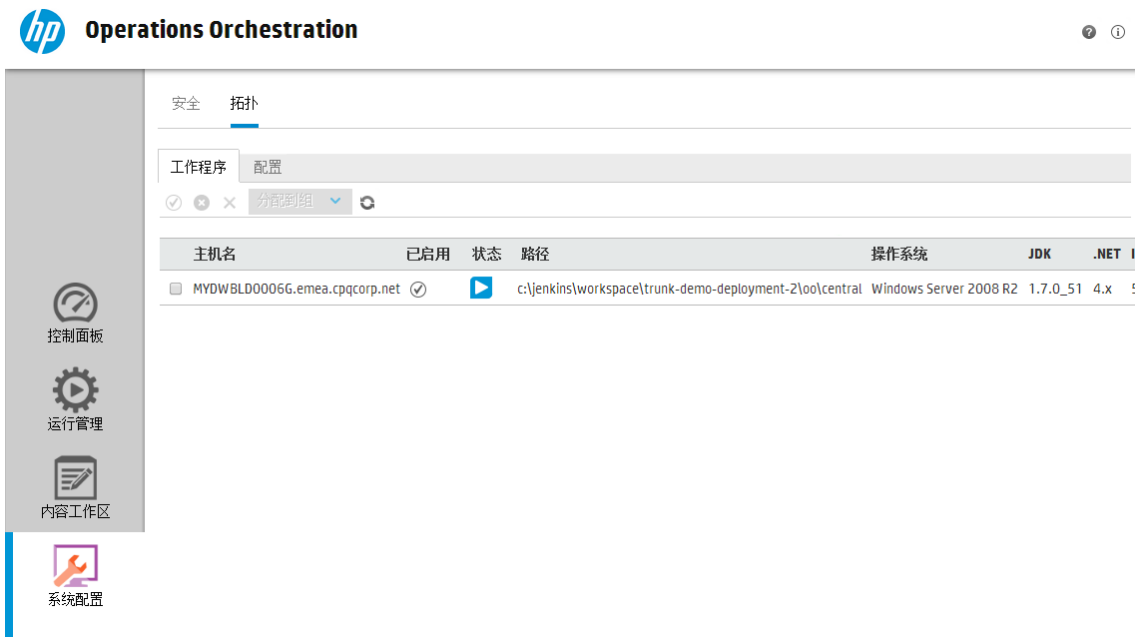 hp Operations Orchestration
安全 拓扑
工作程序 配置
分配到组
主机名 已启用 状态 路径 操作系统 JDK .NET
MYDWBLD0006G.emea.cpqcorp.net c:\jenkins\workspace\trunk-demo-deployment-2\oo\central Windows Server 2008 R2 1.7.0_51 4.x
控制面板
运行管理
内容工作区
系统配置